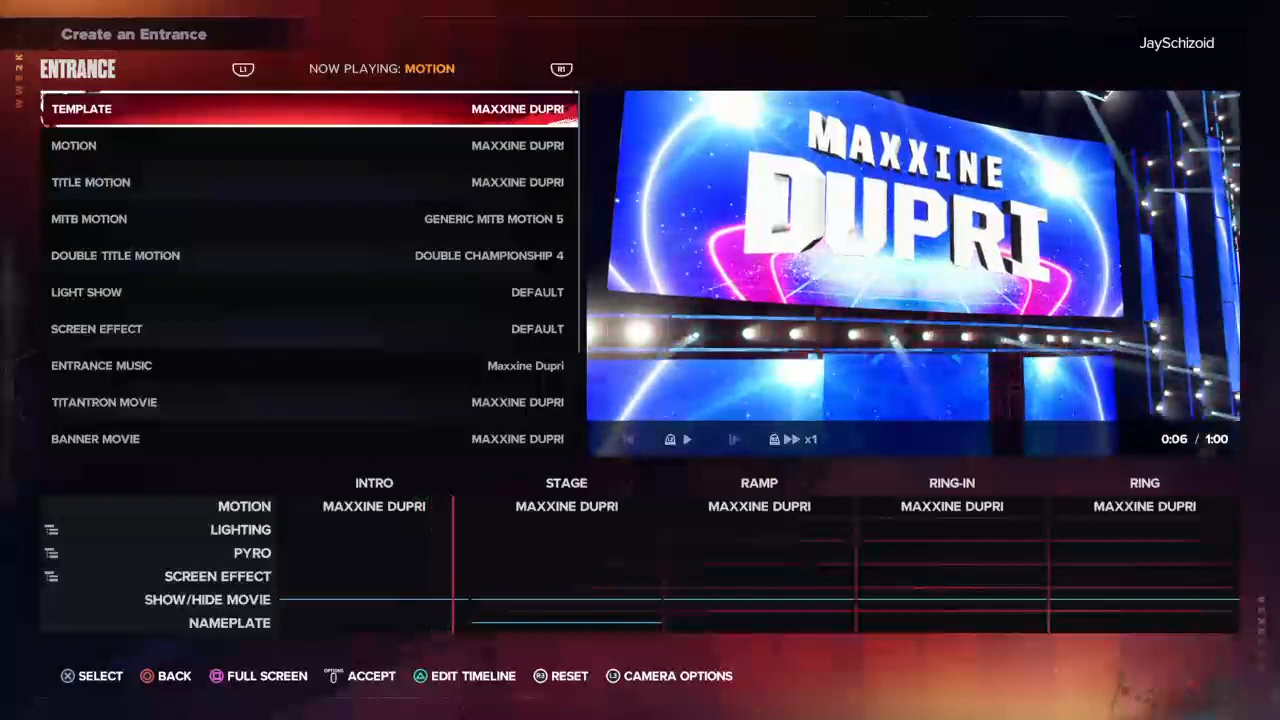 Create an Entrance
JaySchizoid
WWE2K
ENTRANCE
L1
NOW PLAYING: MOTION
R1
TEMPLATE MAXXINE DUPRI
MOTION MAXXINE DUPRI
TITLE MOTION MAXXINE DUPRI
MITB MOTION GENERIC MITB MOTION 5
DOUBLE TITLE MOTION DOUBLE CHAMPIONSHIP 4
LIGHT SHOW DEFAULT
SCREEN EFFECT DEFAULT
ENTRANCE MUSIC Maxxine Dupri
TITANTRON MOVIE MAXXINE DUPRI
BANNER MOVIE MAXXINE DUPRI
MAXXINE
DUPRI
x1
0:06 / 1:00
INTRO STAGE RAMP RING-IN RING
MOTION MAXXINE DUPRI MAXXINE DUPRI MAXXINE DUPRI MAXXINE DUPRI MAXXINE DUPRI
LIGHTING
PYRO
SCREEN EFFECT
SHOW/HIDE MOVIE
NAMEPLATE
SELECT BACK FULL SCREEN OPTIONS ACCEPT EDIT TIMELINE R3 RESET L3 CAMERA OPTIONS